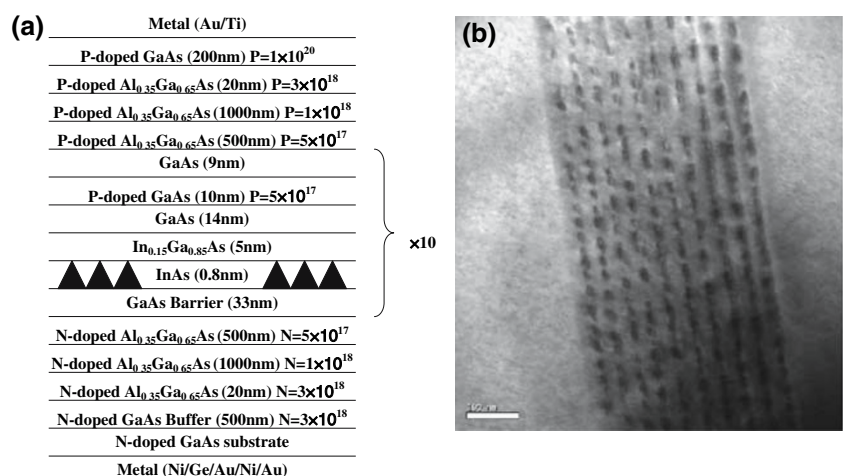 (a)
Metal (Au/Ti)
P-doped GaAs (200nm) P=1×10²⁰
P-doped Al₀.₃₅Ga₀.₆₅As (20nm) P=3×10¹⁸
P-doped Al₀.₃₅Ga₀.₆₅As (1000nm) P=1×10¹⁸
P-doped Al₀.₃₅Ga₀.₆₅As (500nm) P=5×10¹⁷
GaAs (9nm)
P-doped GaAs (10nm) P=5×10¹⁷
GaAs (14nm)
In₀.₁₅Ga₀.₈₅As (5nm)
InAs (0.8nm)
GaAs Barrier (33nm)
×10
N-doped Al₀.₃₅Ga₀.₆₅As (500nm) N=5×10¹⁷
N-doped Al₀.₃₅Ga₀.₆₅As (1000nm) N=1×10¹⁸
N-doped Al₀.₃₅Ga₀.₆₅As (20nm) N=3×10¹⁸
N-doped GaAs Buffer (500nm) N=3×10¹⁸
N-doped GaAs substrate
Metal (Ni/Ge/Au/Ni/Au)
(b)